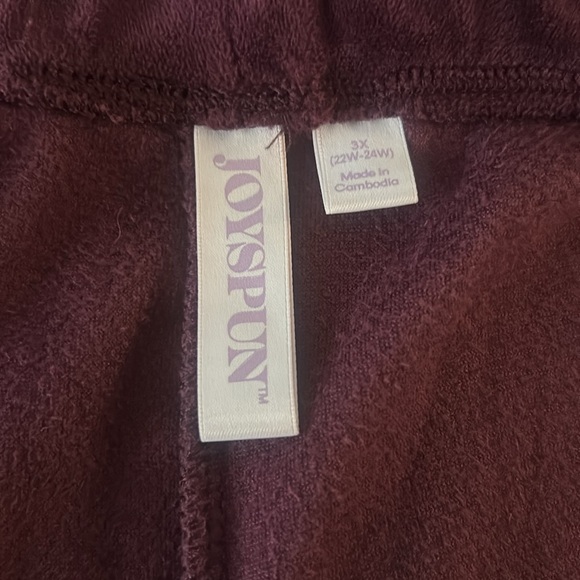 JOYSPUN™
3X
(22W-24W)
Made in
Cambodia